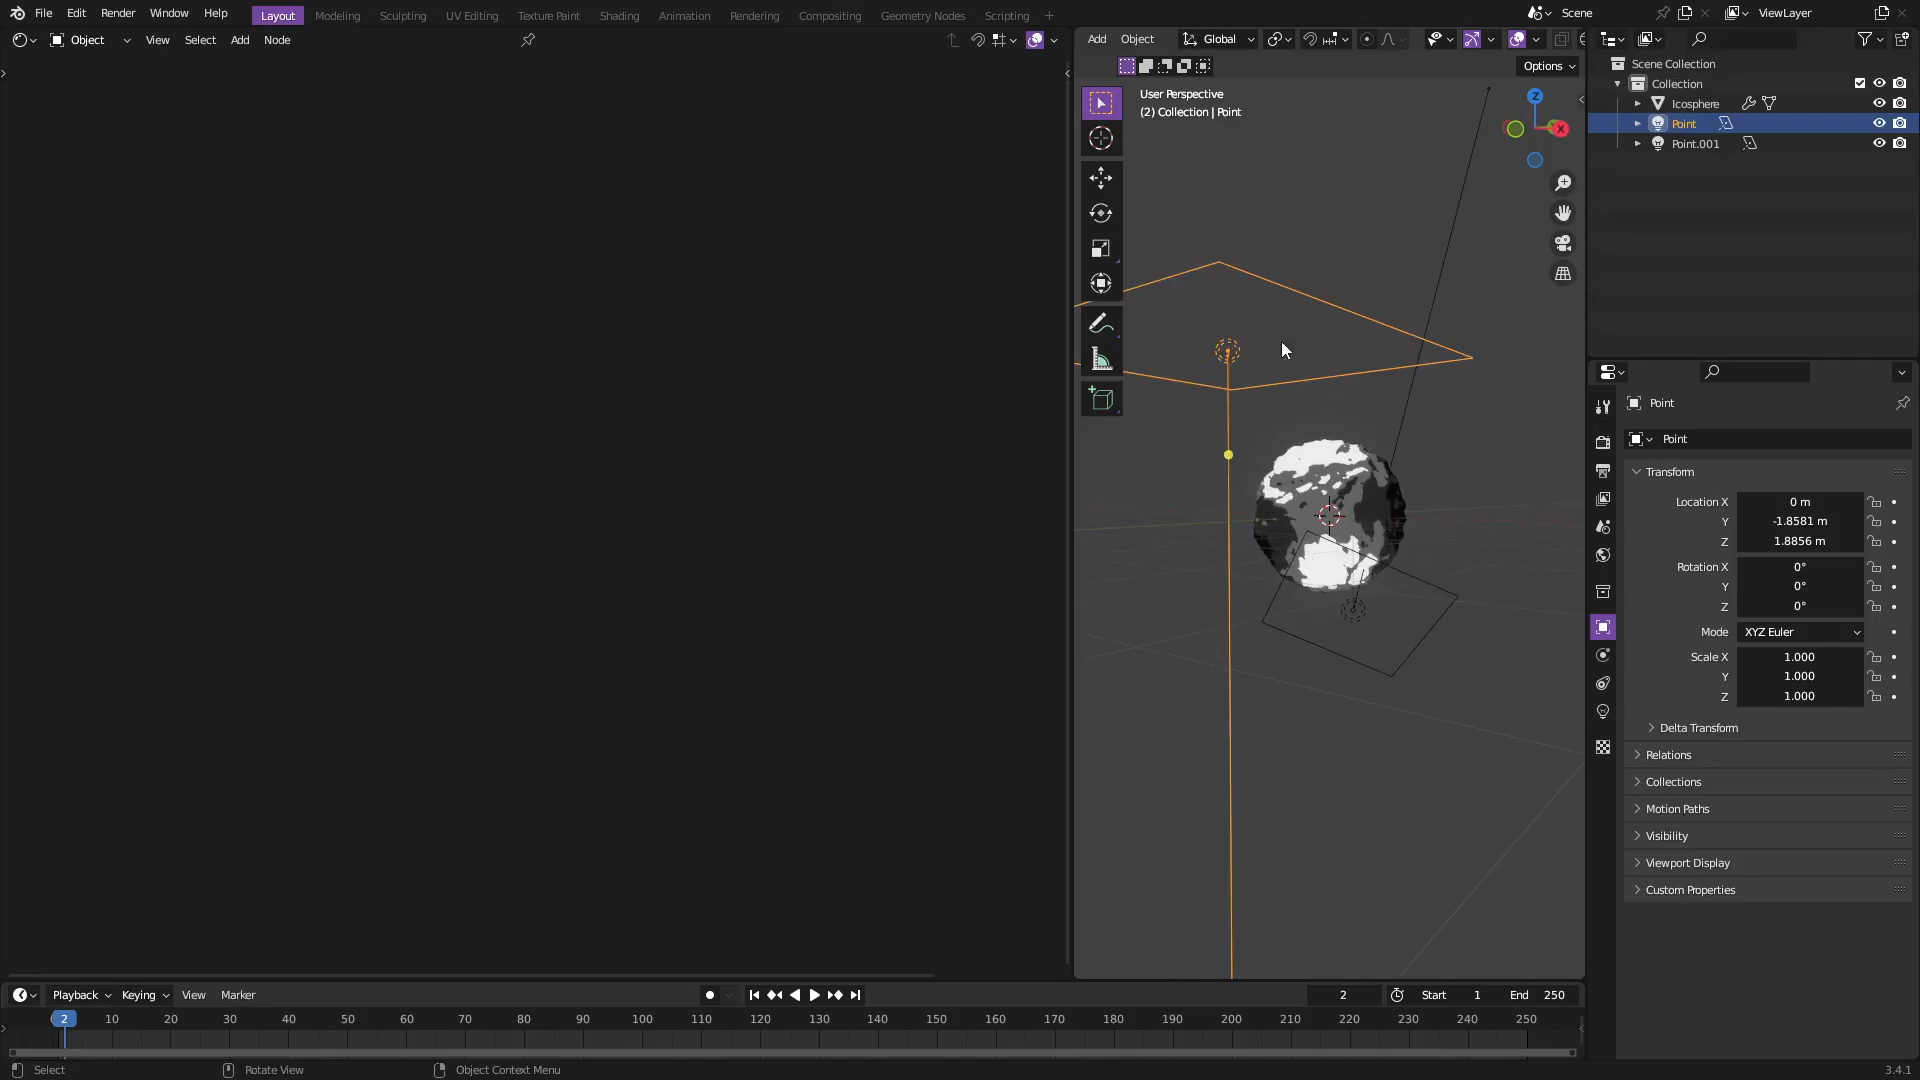 File Edit Render Window Help Layout Modeling Sculpting UV Editing Texture Paint Shading Animation Rendering Compositing Geometry Nodes Scripting + Scene ViewLayer
Object View Select Add Node
Add Object Global
Options
User Perspective
(2) Collection | Point
Z
X
Scene Collection
Collection
Icosphere
Point
Point.001
Point
Point
Transform
Location X 0 m
Y -1.8581 m
Z 1.8856 m
Rotation X 0°
Y 0°
Z 0°
Mode XYZ Euler
Scale X 1.000
Y 1.000
Z 1.000
Delta Transform
Relations
Collections
Motion Paths
Visibility
Viewport Display
Custom Properties
Playback Keying View Marker 2 Start 1 End 250
2 10 20 30 40 50 60 70 80 90 100 110 120 130 140 150 160 170 180 190 200 210 220 230 240 250
Select Rotate View Object Context Menu 3.4.1